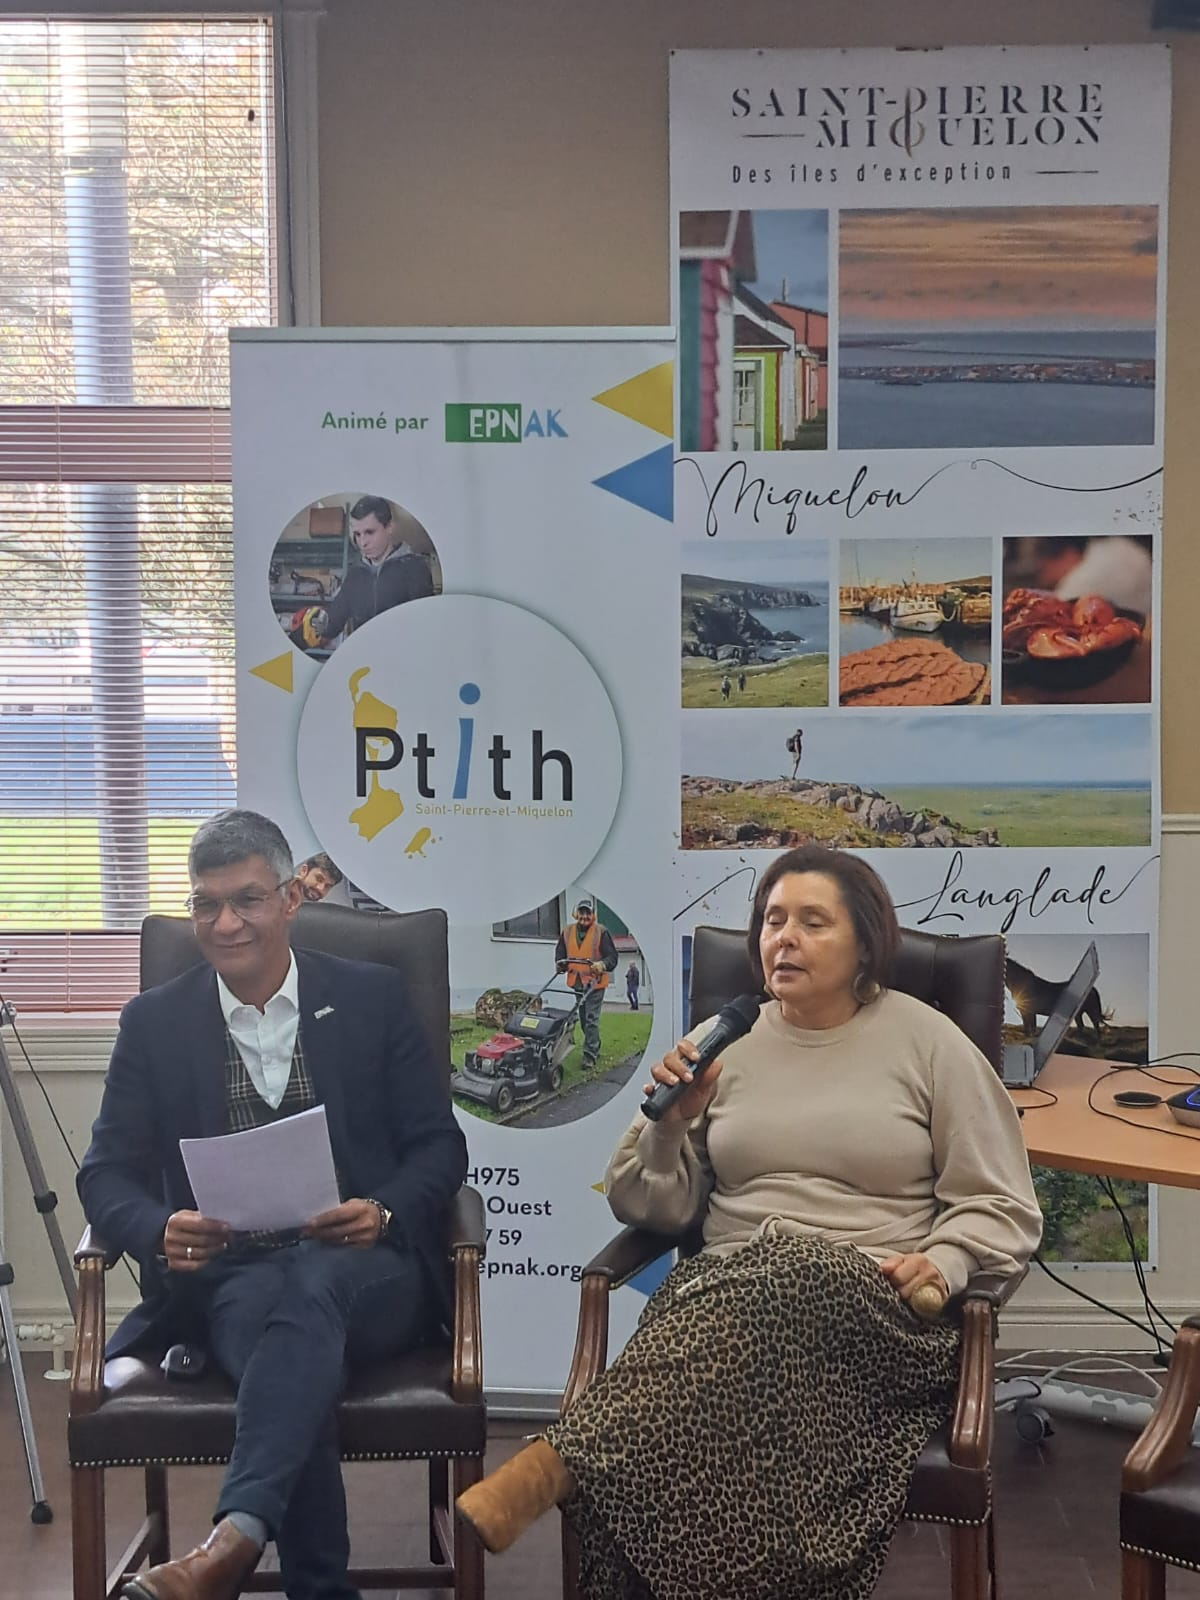 SAINT-PIERRE
MIQUELON
Des îles d'exception
Animé par EPNAK
Miquelon
Ptith
Saint-Pierre-et-Miquelon
Langlade
EPNAK
H975
Ouest
7 59
epnak.org